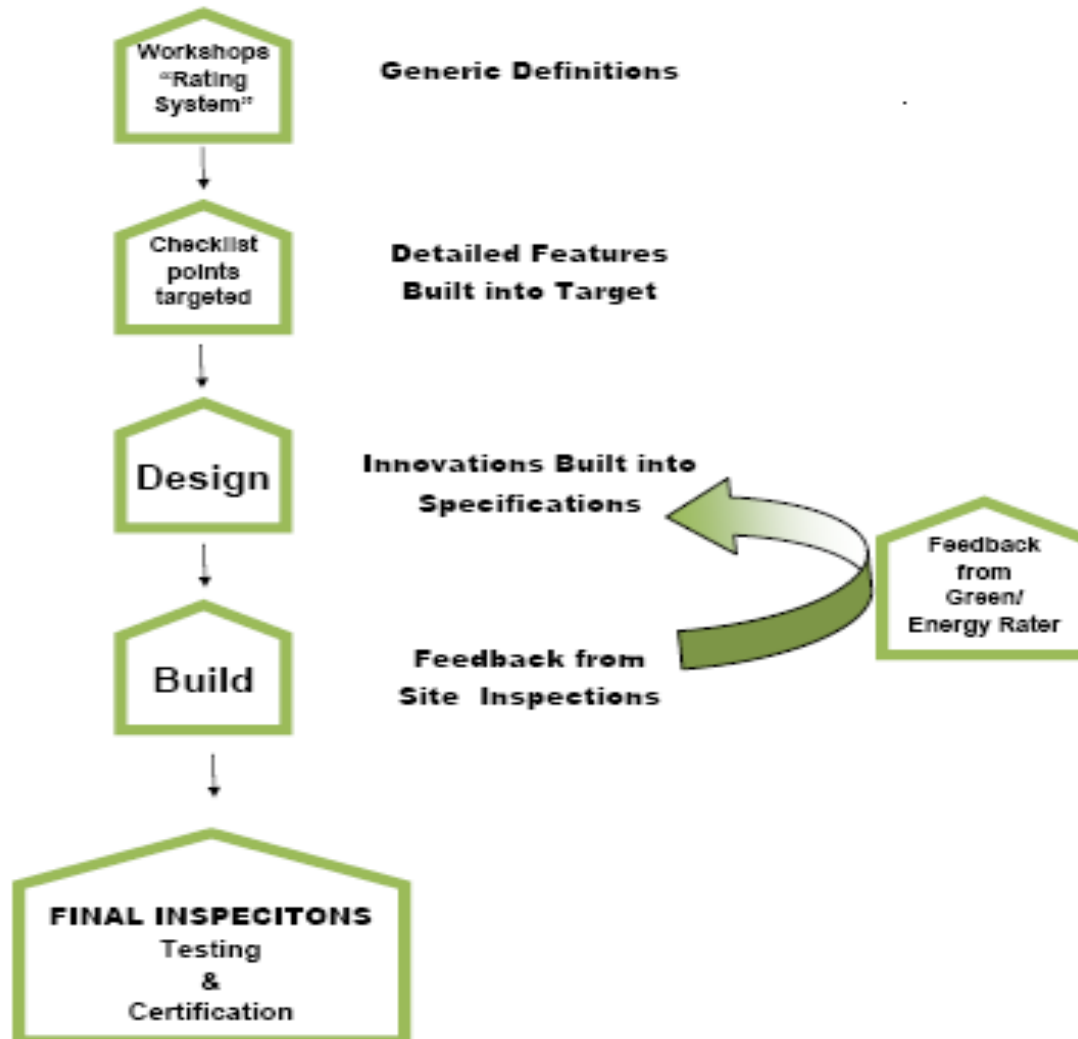 Workshops
“Rating
System”
Generic Definitions
Checklist
points
targeted
Detailed Features
Built into Target
Design
Innovations Built into
Specifications
Feedback
from
Green/
Energy Rater
Build
Feedback from
Site Inspections
FINAL INSPECITONS
Testing
&
Certification